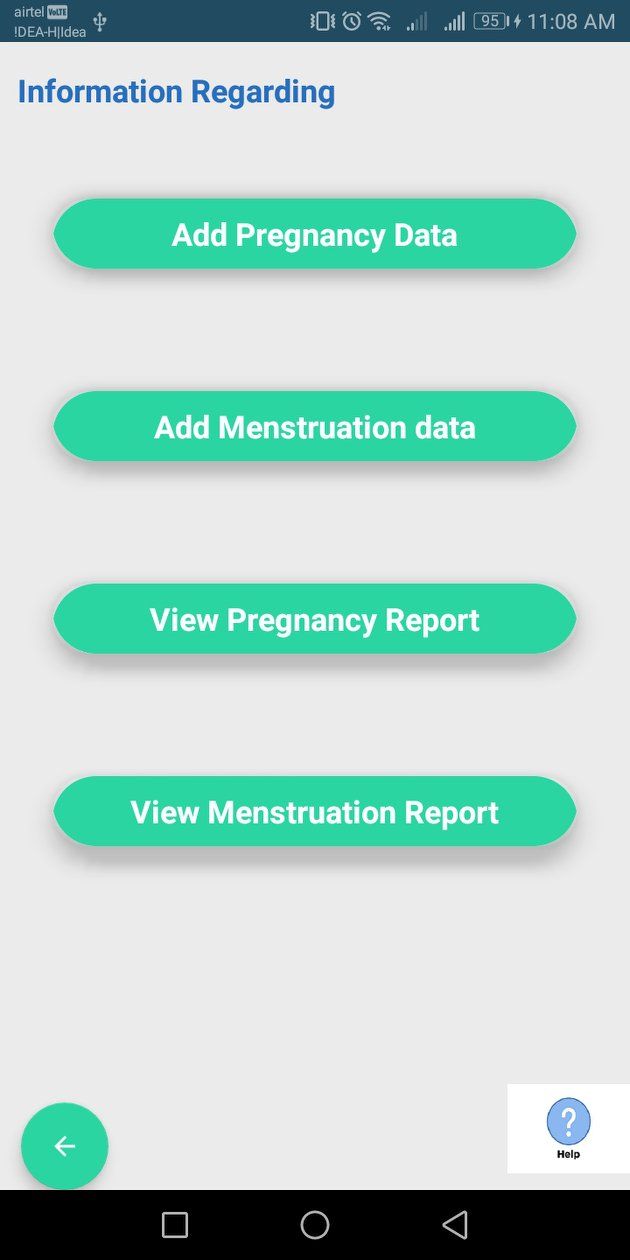 airtel VoLTE
!DEA-H|Idea
95
11:08 AM
Information Regarding
Add Pregnancy Data
Add Menstruation data
View Pregnancy Report
View Menstruation Report
?
Help